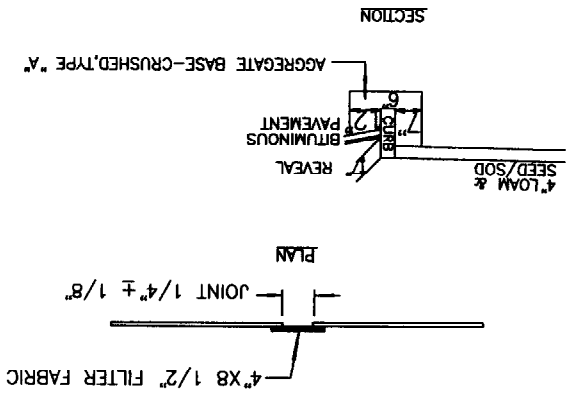 4"X8 1/2" FILTER FABRIC
JOINT 1/4"± 1/8"
PLAN
4"LOAM &
SEED/SOD
REVEAL
BITUMINOUS
PAVEMENT
CURB
7"
6"
AGGREGATE BASE-CRUSHED,TYPE "A"
SECTION